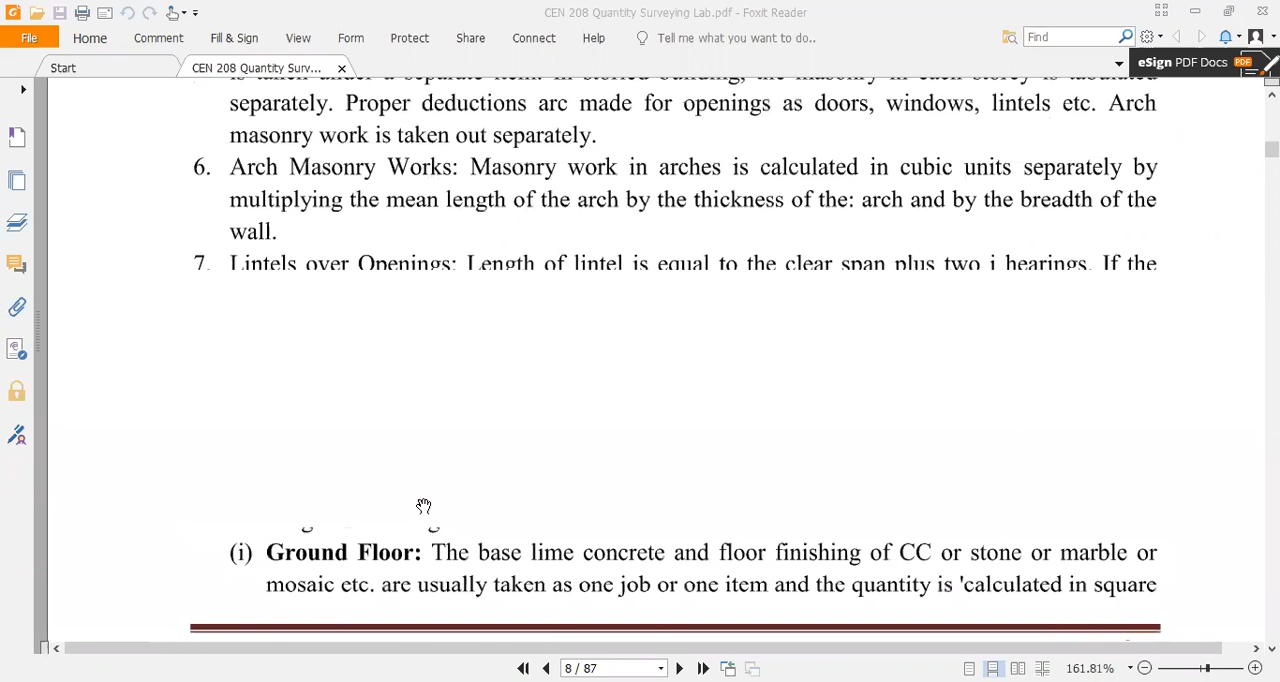 CEN 208 Quantity Surveying Lab.pdf - Foxit Reader
File Home Comment Fill & Sign View Form Protect Share Connect Help Tell me what you want to do.. Find
Start CEN 208 Quantity Surv... eSign PDF Docs PDF
is taken under a separate item. In storied building, the masonry in each storey is tabulated
separately. Proper deductions arc made for openings as doors, windows, lintels etc. Arch
masonry work is taken out separately.
6. Arch Masonry Works: Masonry work in arches is calculated in cubic units separately by
multiplying the mean length of the arch by the thickness of the: arch and by the breadth of the
wall.
7. Lintels over Openings: Length of lintel is equal to the clear span plus two i hearings. If the
(i) Ground Floor: The base lime concrete and floor finishing of CC or stone or marble or
mosaic etc. are usually taken as one job or one item and the quantity is 'calculated in square
8 / 87 161.81%